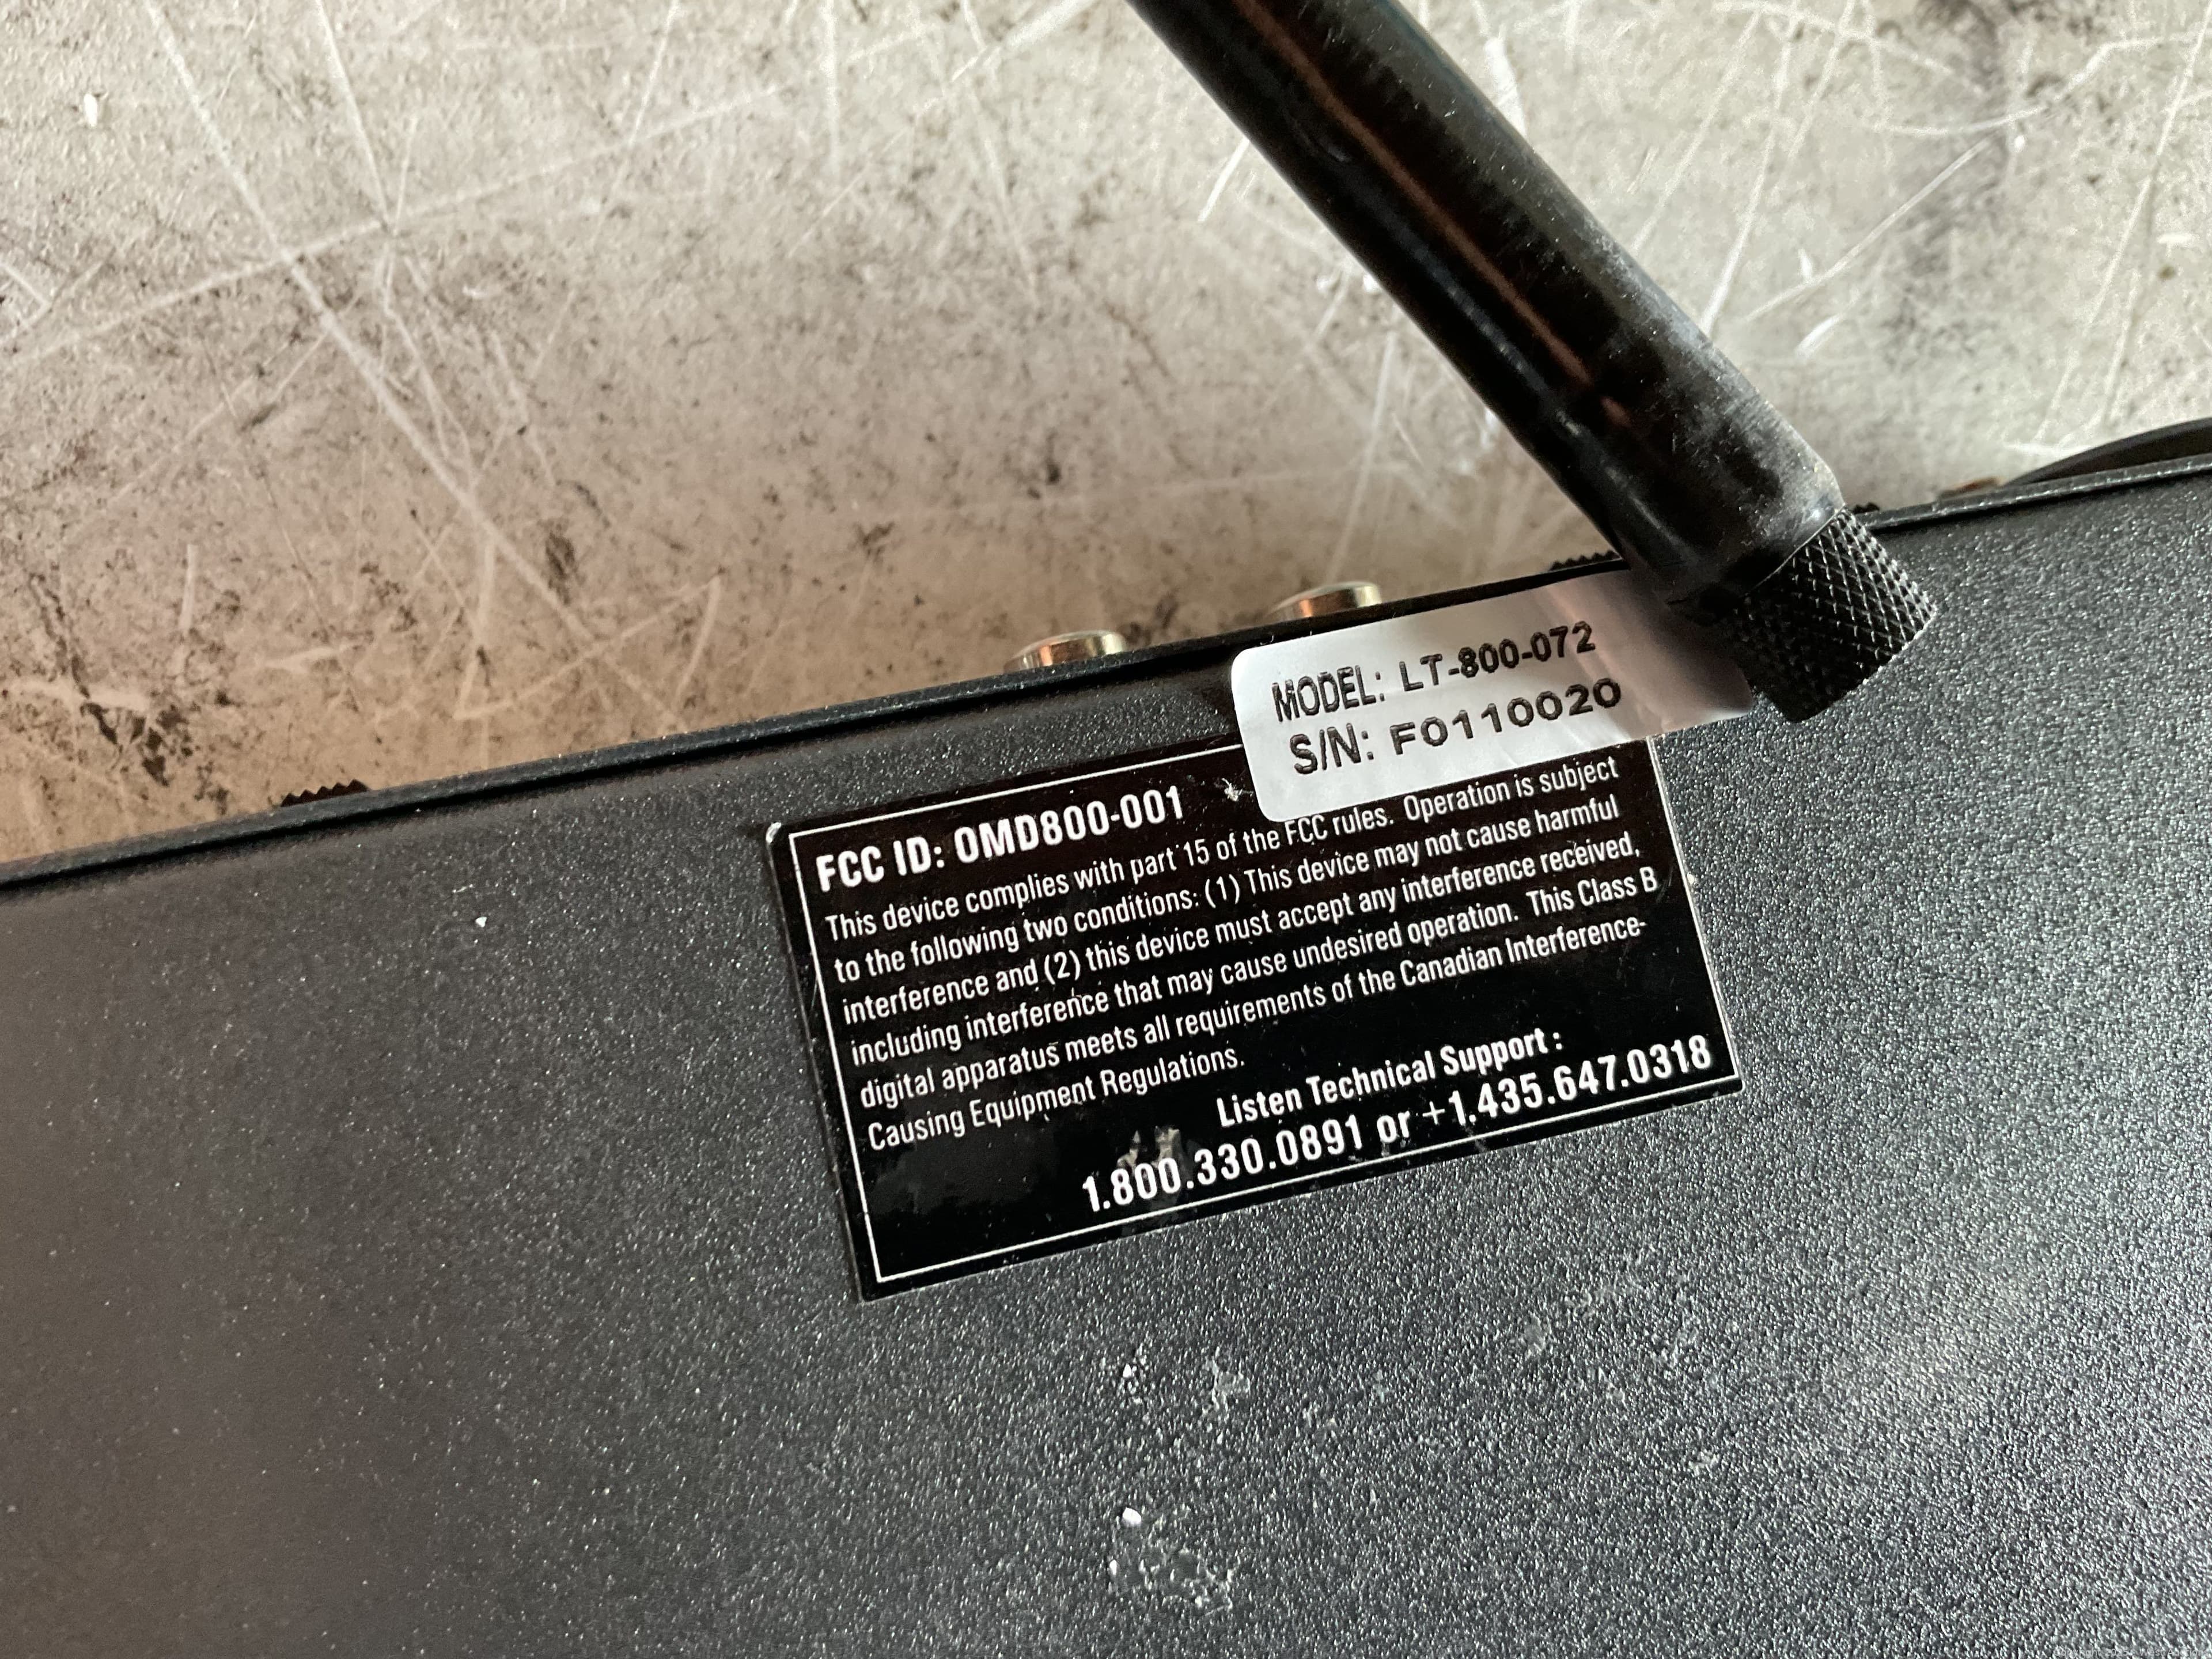 MODEL: LT-800-072
S/N: F0110020
FCC ID: OMD800-001
This device complies with part 15 of the FCC rules. Operation is subject
to the following two conditions: (1) This device may not cause harmful
interference and (2) this device must accept any interference received,
including interference that may cause undesired operation. This Class B
digital apparatus meets all requirements of the Canadian Interference-
Causing Equipment Regulations.
Listen Technical Support :
1.800.330.0891 or +1.435.647.0318